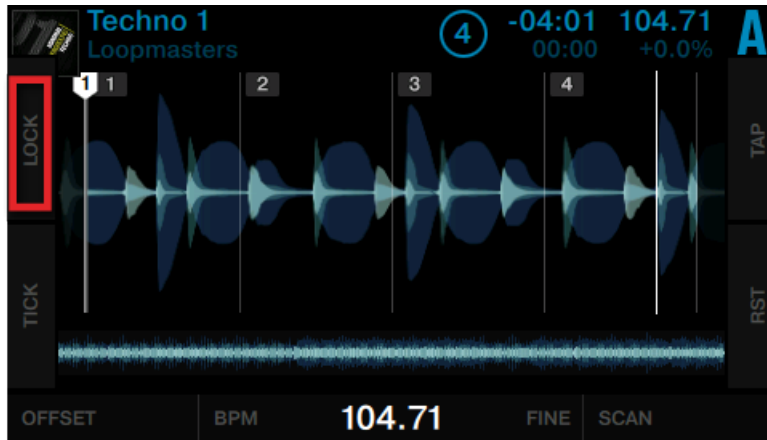 Techno 1
Loopmasters
4
-04:01 104.71
00:00 +0.0%
A
1 1 2 3 4
LOCK
TICK
TAP
RST
OFFSET BPM 104.71 FINE SCAN